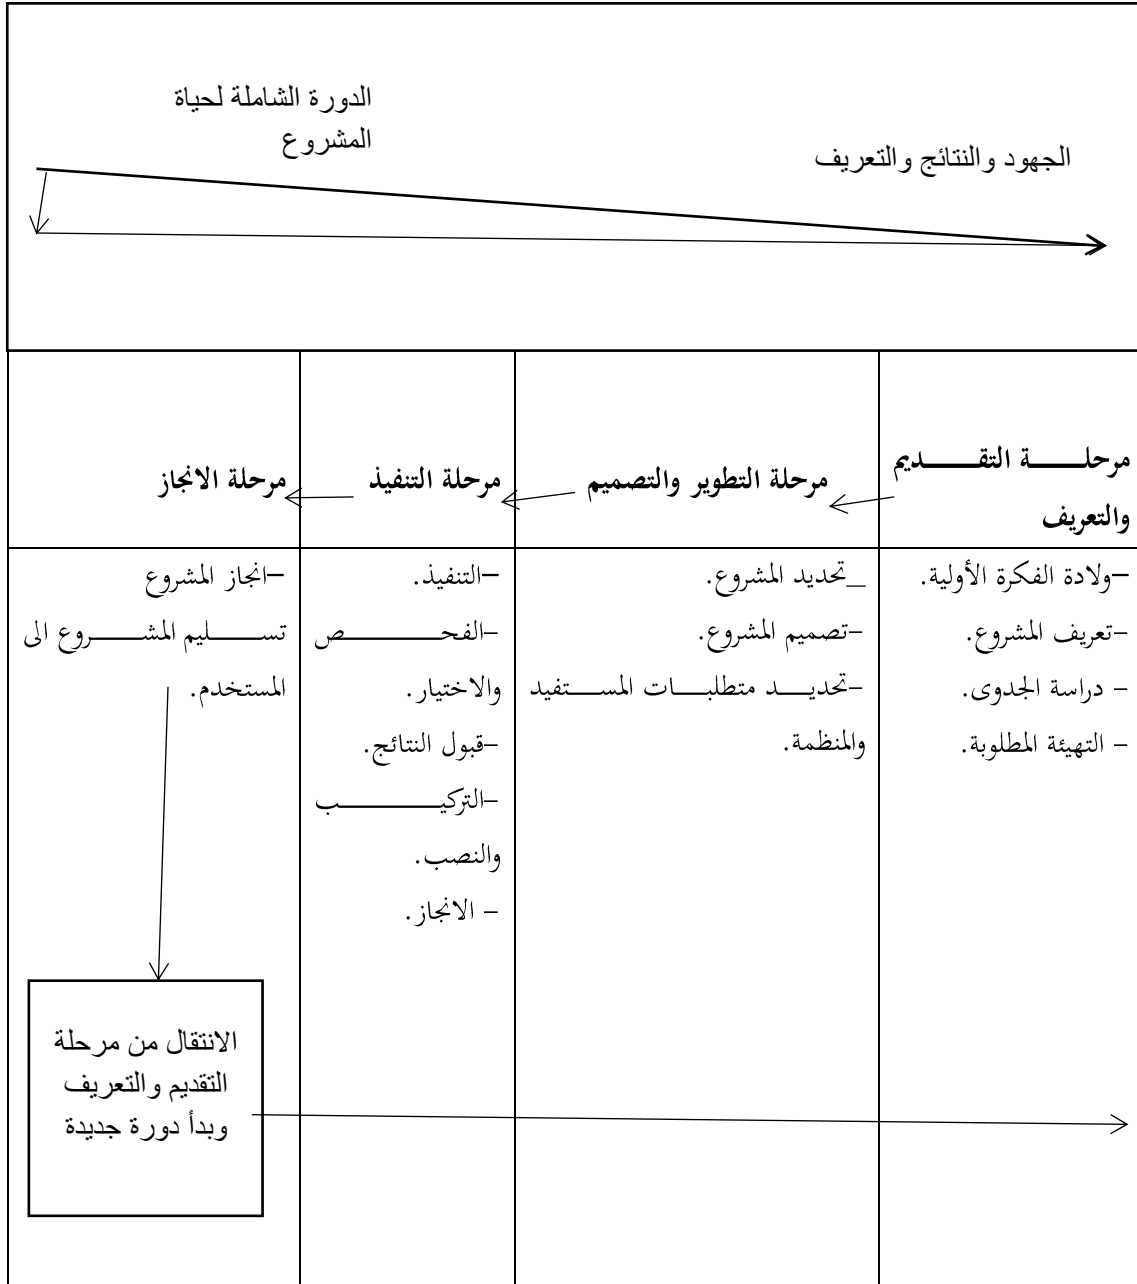 الدورة الشاملة لحياة
المشروع
الجهود والنتائج والتعريف
مرحلة التقديم
والتعريف
مرحلة التطوير والتصميم
مرحلة التنفيذ
مرحلة الانجاز
–ولادة الفكرة الأولية.
–تعريف المشروع.
– دراسة الجدوى.
– التهيئة المطلوبة.
_تحديد المشروع.
–تصميم المشروع.
–تحديد متطلبات المستفيد
والمنظمة.
–التنفيذ.
–الفحص
والاختيار.
–قبول النتائج.
–التركيب
والنصب.
– الانجاز.
–انجاز المشروع
تسليم المشروع الى
المستخدم.
الانتقال من مرحلة
التقديم والتعريف
وبدأ دورة جديدة